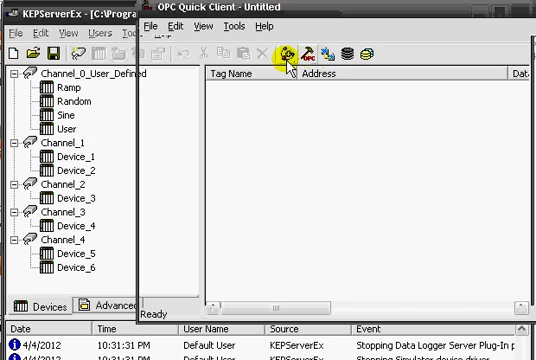 KEPServerEx - [C:\Progra
OPC Quick Client - Untitled
File Edit View
File Edit View Tools Help
Tag Name Address Dat
Channel_0_User_Defined
Ramp
Random
Sine
User
Channel_1
Device_1
Device_2
Channel_2
Device_3
Channel_3
Device_4
Channel_4
Device_5
Device_6
Ready
Devices Advanced
Date Time User Name Source Event
4/4/2012 10:31:31 PM Default User KEPServerEx Stopping Data Logger Server Plug-In
4/4/2012 10:31:31 PM Default User KEPServerEx Stopping Simulator device driver.